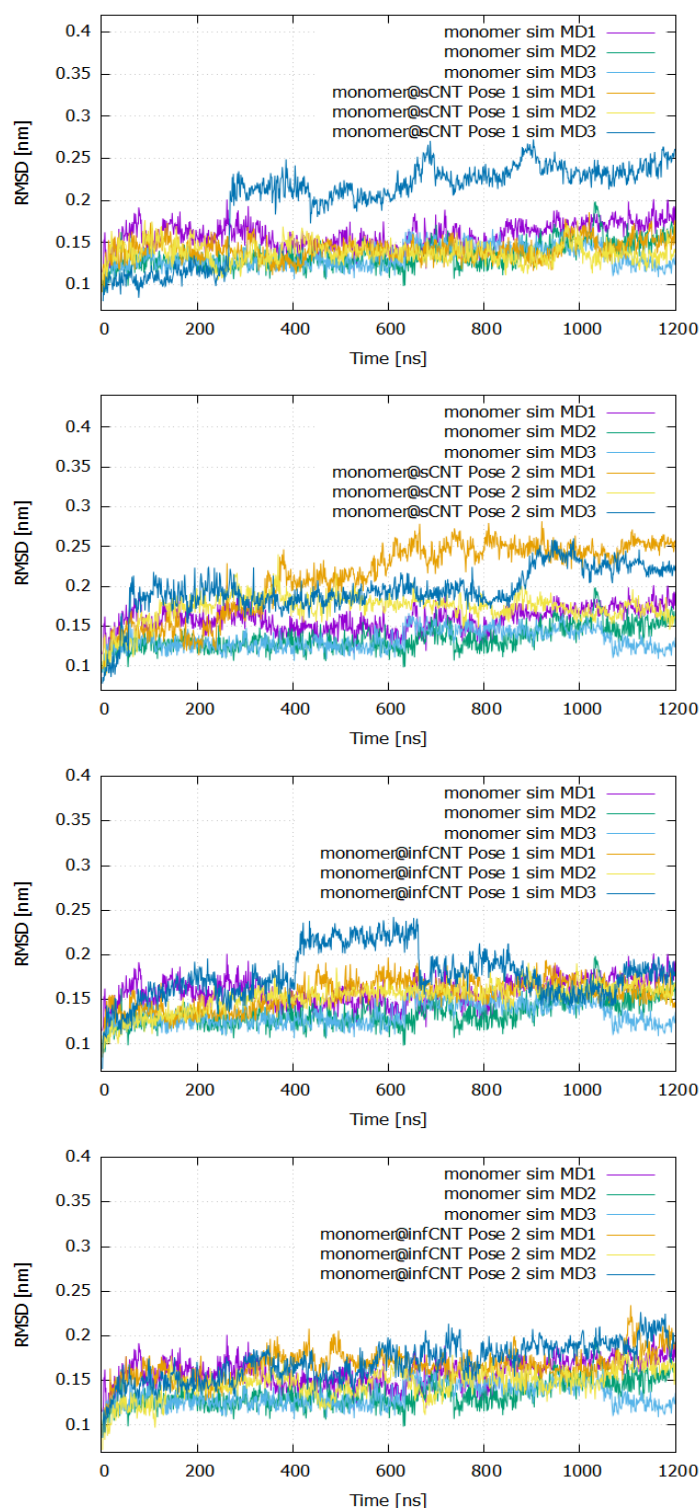 0.4
0.35
0.3
0.25
0.2
0.15
0.1
RMSD [nm]
monomer sim MD1
monomer sim MD2
monomer sim MD3
monomer@sCNT Pose 1 sim MD1
monomer@sCNT Pose 1 sim MD2
monomer@sCNT Pose 1 sim MD3
0 200 400 600 800 1000 1200
Time [ns]
0.4
0.35
0.3
0.25
0.2
0.15
0.1
RMSD [nm]
monomer sim MD1
monomer sim MD2
monomer sim MD3
monomer@sCNT Pose 2 sim MD1
monomer@sCNT Pose 2 sim MD2
monomer@sCNT Pose 2 sim MD3
0 200 400 600 800 1000 1200
Time [ns]
0.4
0.35
0.3
0.25
0.2
0.15
0.1
RMSD [nm]
monomer sim MD1
monomer sim MD2
monomer sim MD3
monomer@infCNT Pose 1 sim MD1
monomer@infCNT Pose 1 sim MD2
monomer@infCNT Pose 1 sim MD3
0 200 400 600 800 1000 1200
Time [ns]
0.4
0.35
0.3
0.25
0.2
0.15
0.1
RMSD [nm]
monomer sim MD1
monomer sim MD2
monomer sim MD3
monomer@infCNT Pose 2 sim MD1
monomer@infCNT Pose 2 sim MD2
monomer@infCNT Pose 2 sim MD3
0 200 400 600 800 1000 1200
Time [ns]